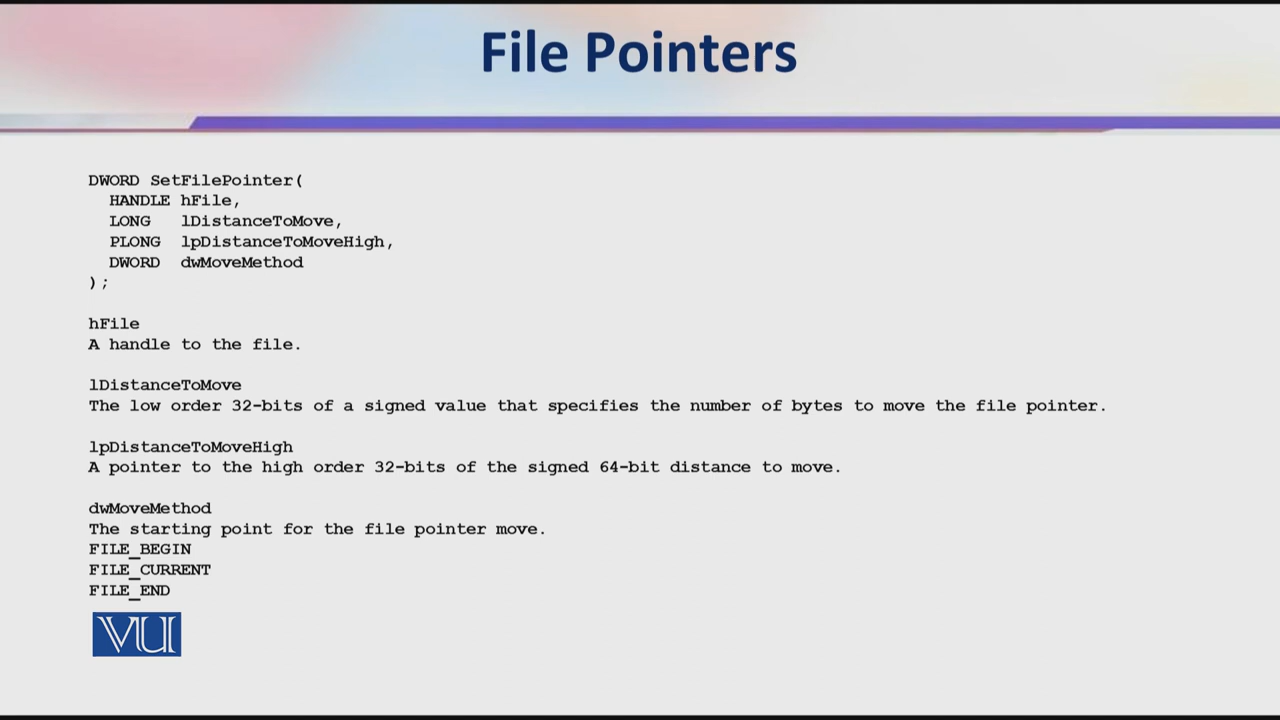 File Pointers
DWORD SetFilePointer(
HANDLE hFile,
LONG lDistanceToMove,
PLONG lpDistanceToMoveHigh,
DWORD dwMoveMethod
);
hFile
A handle to the file.
lDistanceToMove
The low order 32-bits of a signed value that specifies the number of bytes to move the file pointer.
lpDistanceToMoveHigh
A pointer to the high order 32-bits of the signed 64-bit distance to move.
dwMoveMethod
The starting point for the file pointer move.
FILE_BEGIN
FILE_CURRENT
FILE_END
VU